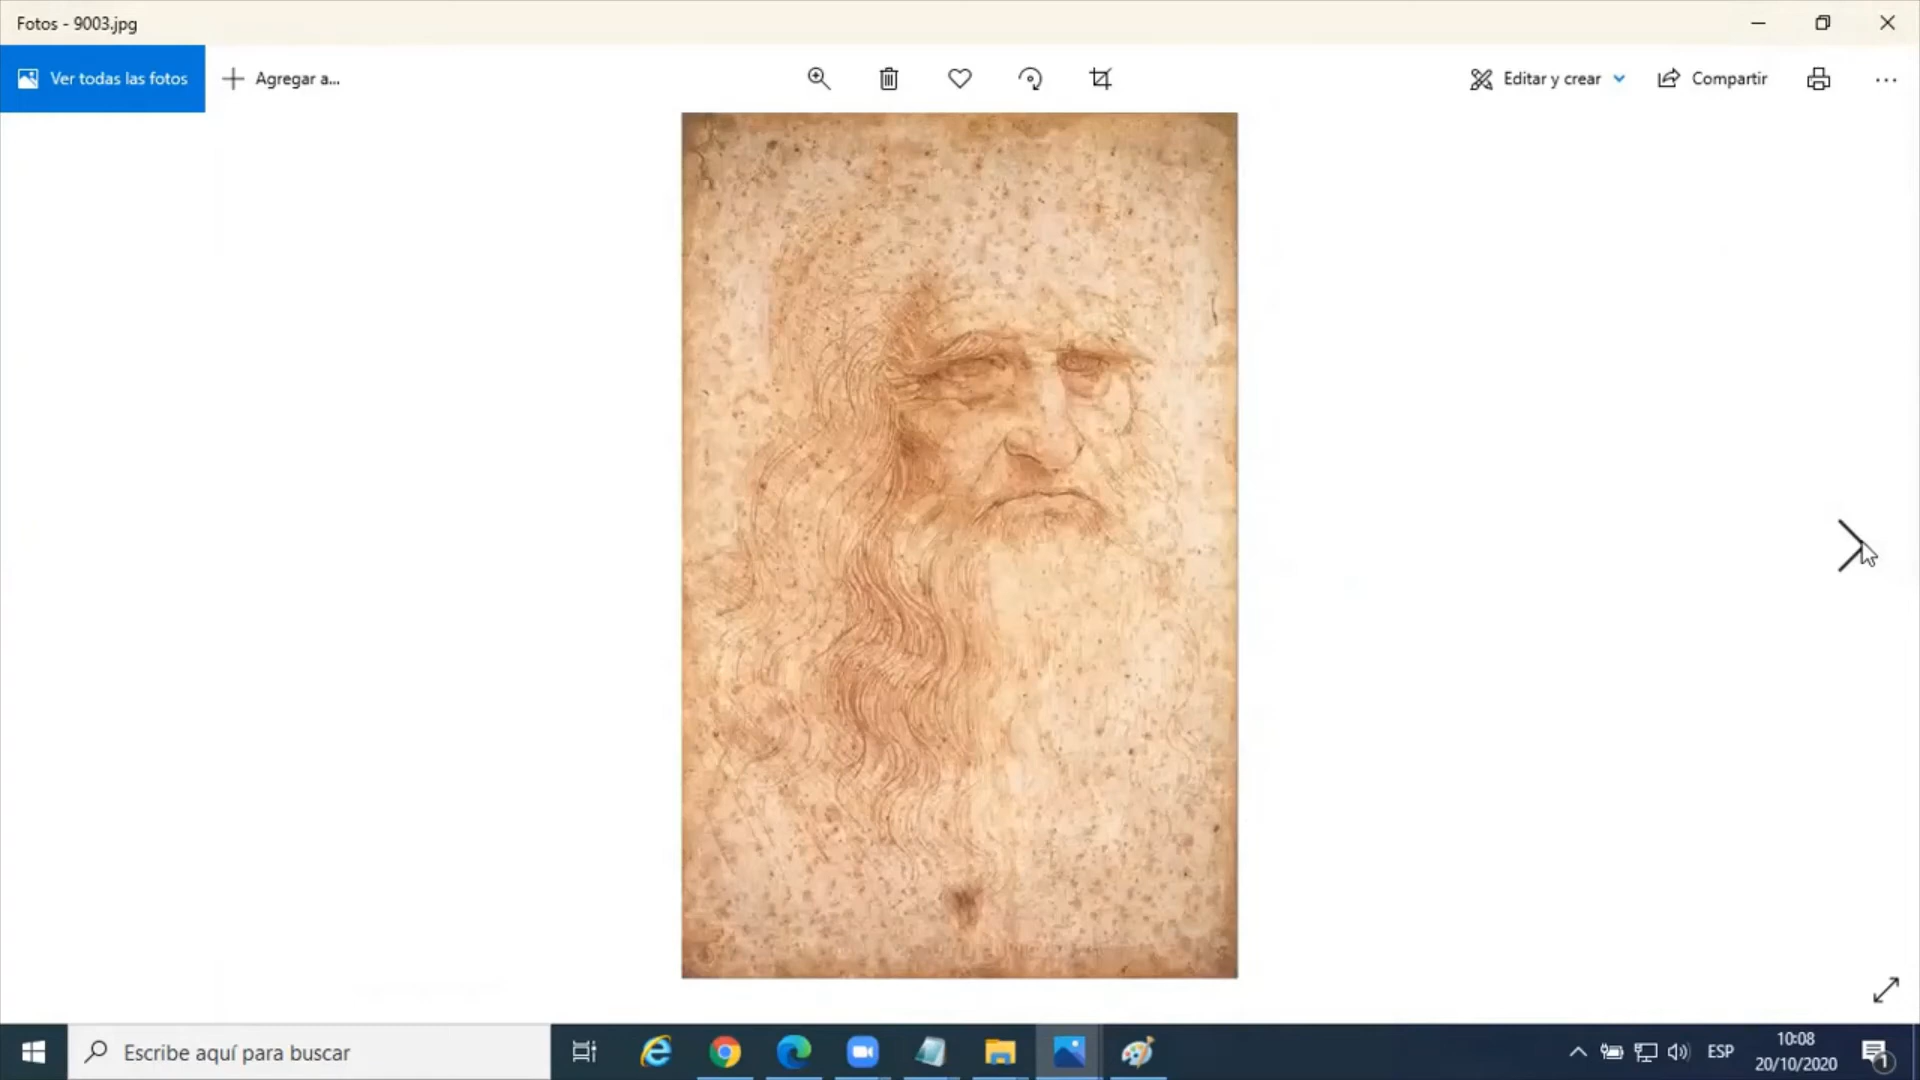 Fotos - 9003.jpg
Ver todas las fotos
Agregar a...
Editar y crear
Compartir
Escribe aquí para buscar
ESP
10:08
20/10/2020
1